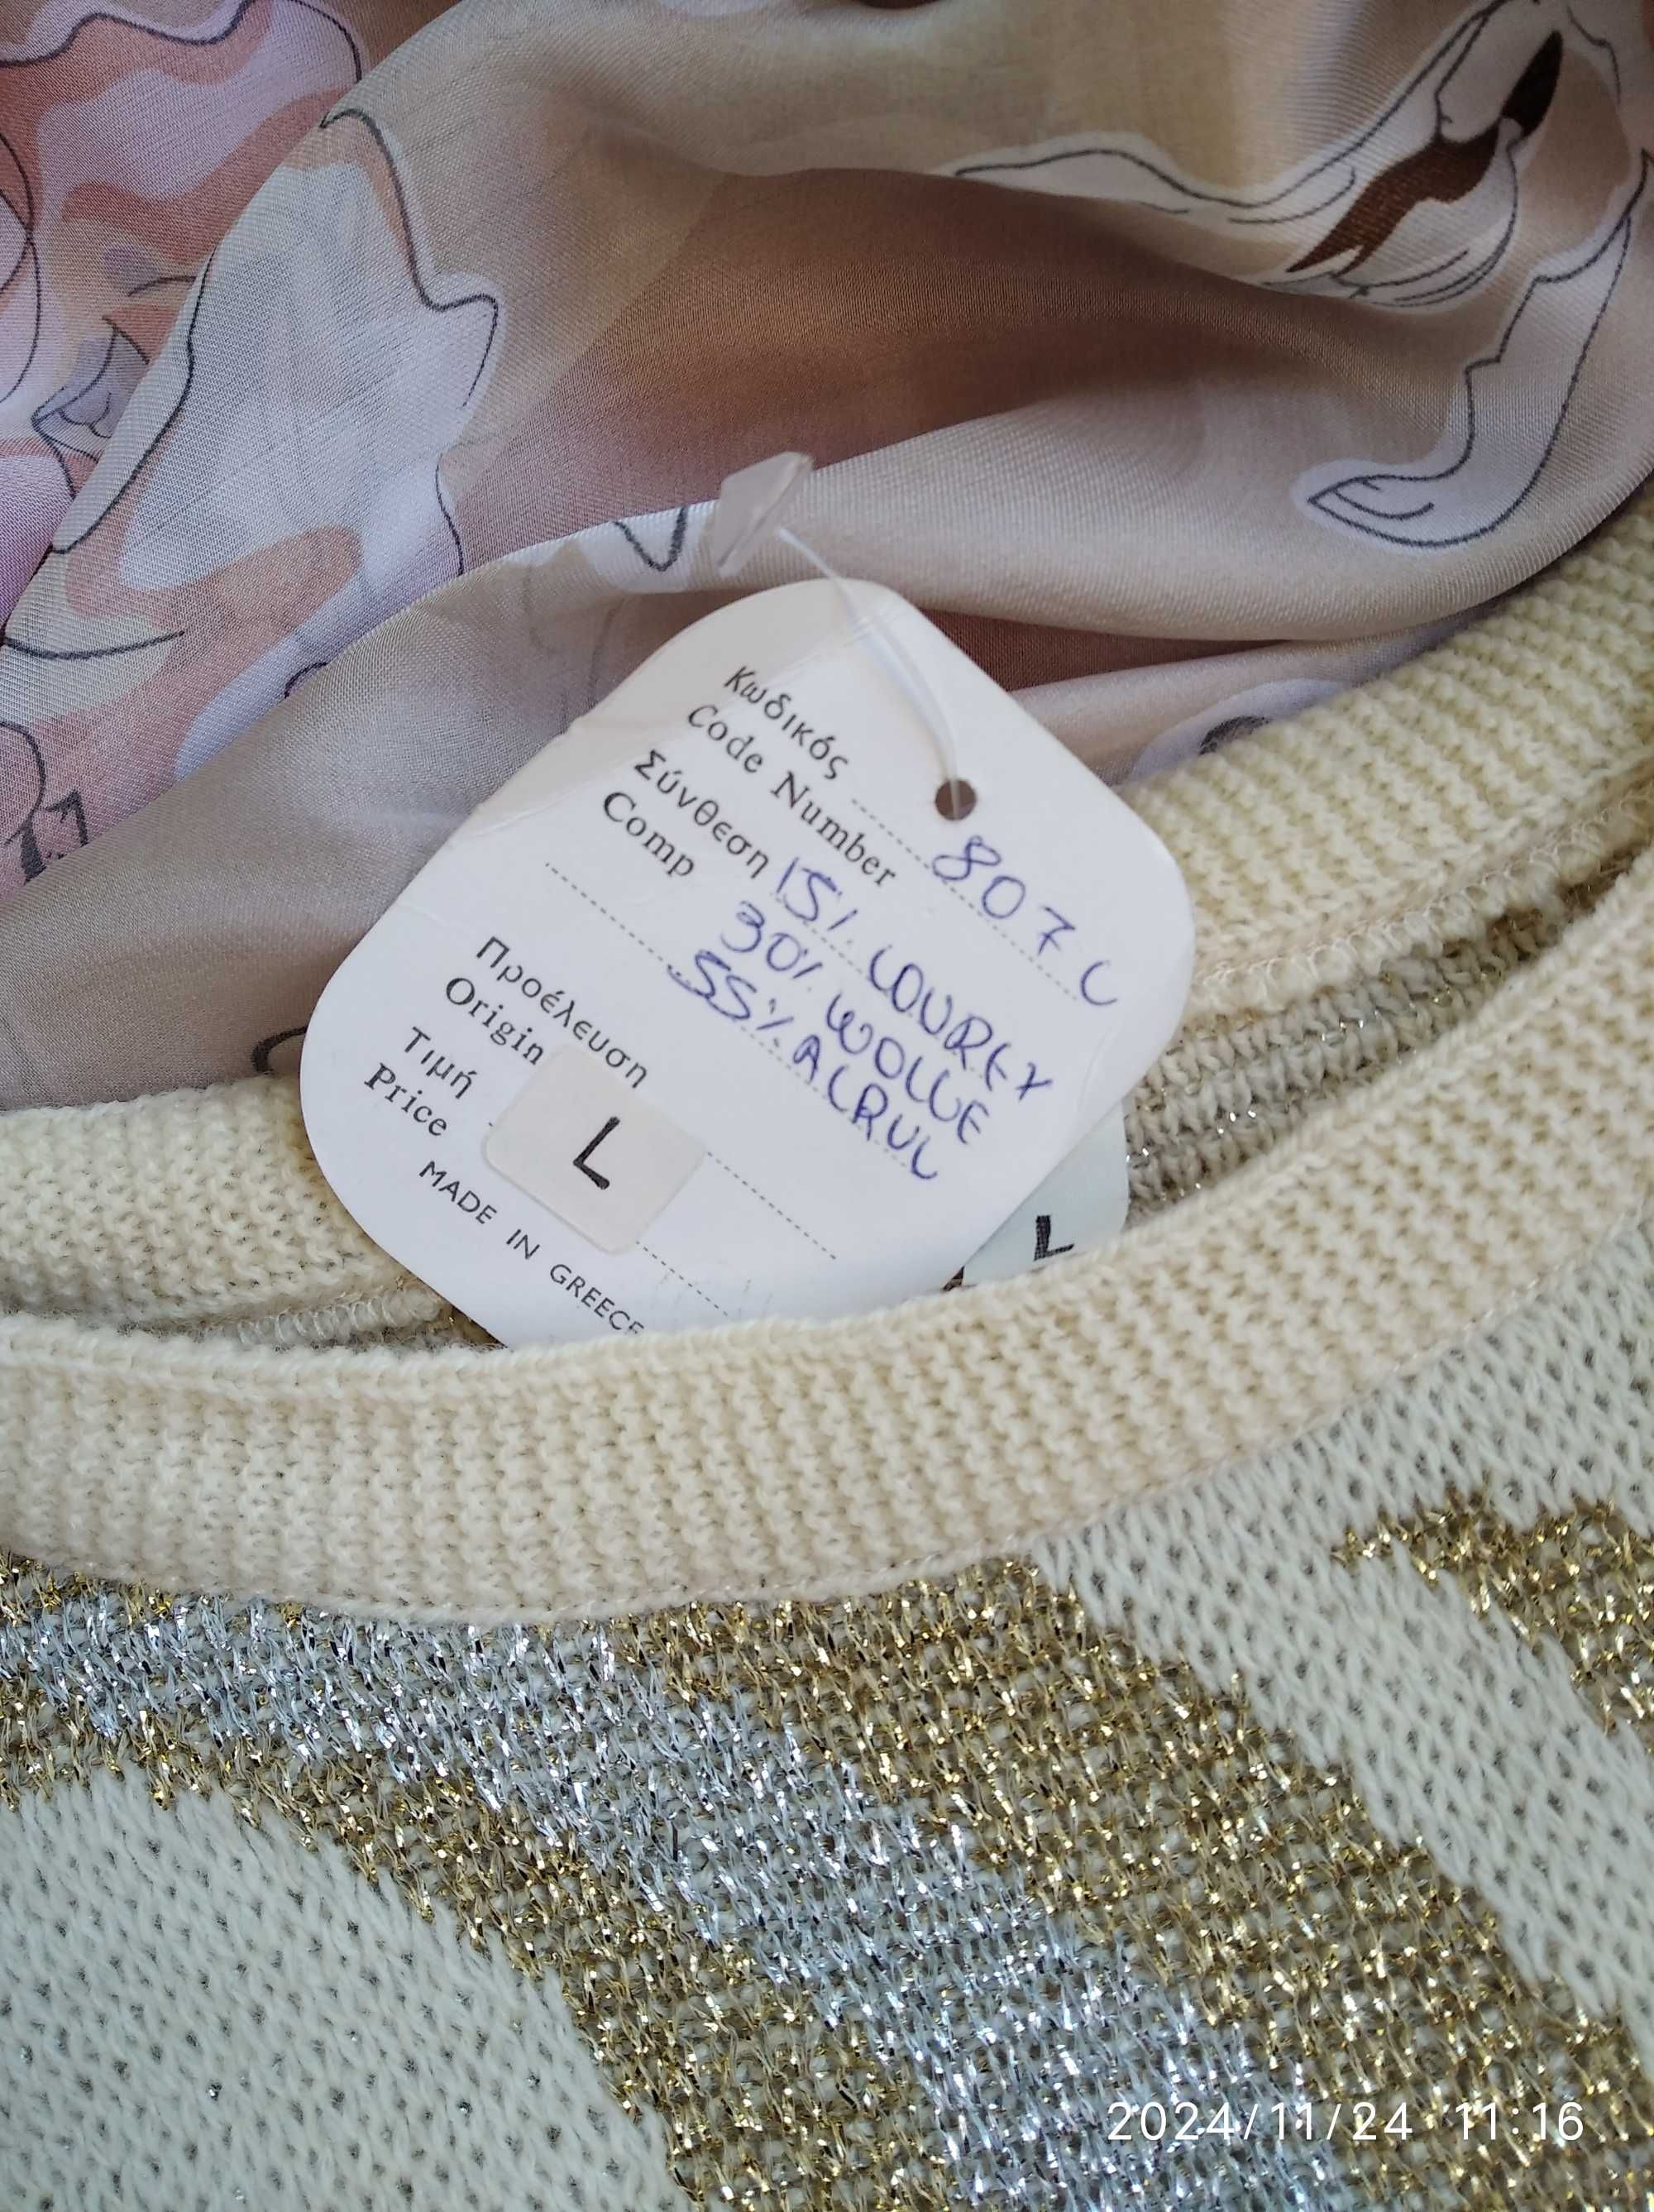 Κωδικός
Code Number 807 C
Σύνθεση 15% LOUREX
Comp 30% WOLLE
55% ACRUL
Προέλευση
Origin
Τιμή
Price L
MADE IN GREECE
L
2024/11/24 11:16